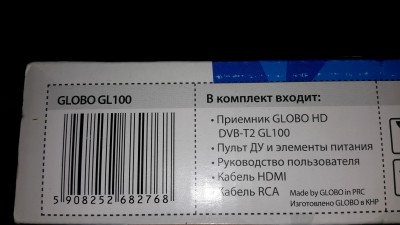 GLOBO GL100
5 908252 682768
В комплект входит:
• Приемник GLOBO HD
DVB-T2 GL100
• Пульт ДУ и элементы питания
• Руководство пользователя
• Кабель HDMI
Кабель RCA
Made by GLOBO in PRC
Изготовлено GLOBO в КНР